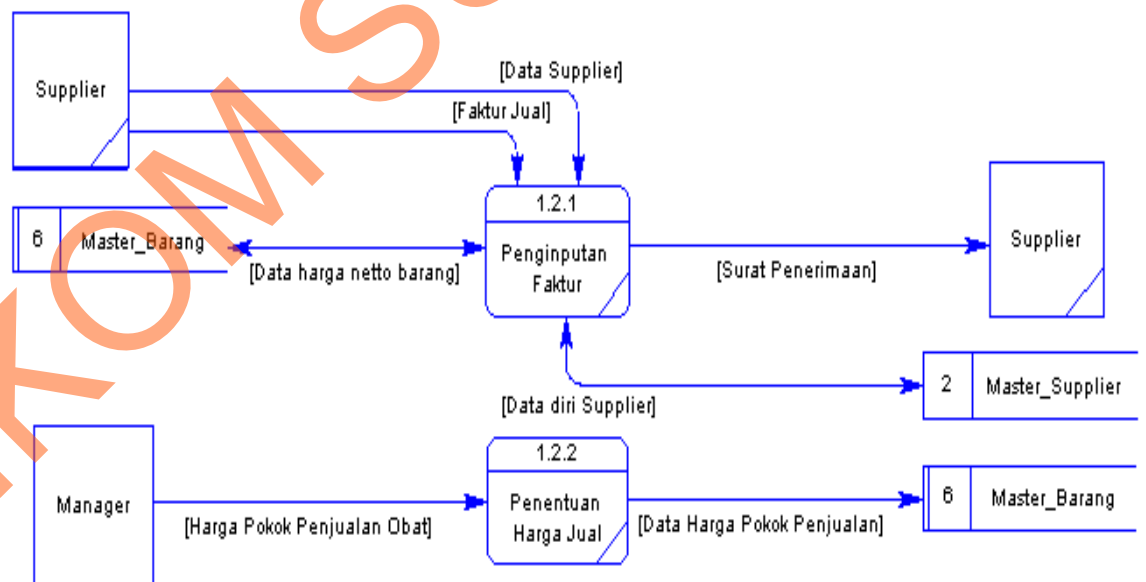 Supplier
[Data Supplier]
[Faktur Jual]
1.2.1
Penginputan
Faktur
6
Master_Barang
[Data harga netto barang]
[Surat Penerimaan]
Supplier
2
Master_Supplier
[Data diri Supplier]
1.2.2
Penentuan
Harga Jual
Manager
[Harga Pokok Penjualan Obat]
[Data Harga Pokok Penjualan]
6
Master_Barang
KOM S